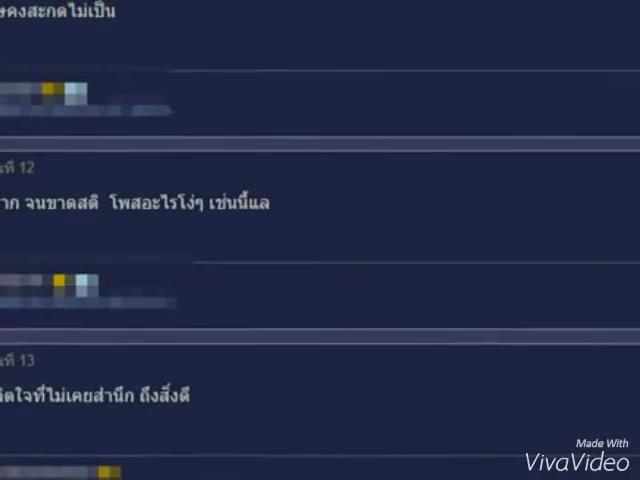 คงสะกดไม่เป็น
ที่ 12
จนขาดสติ โพสอะไรโง่ๆ เช่นนี้แล
ที่ 13
ใจที่ไม่เคยสำนึก ถึงสิ่งดี
Made With
VivaVideo